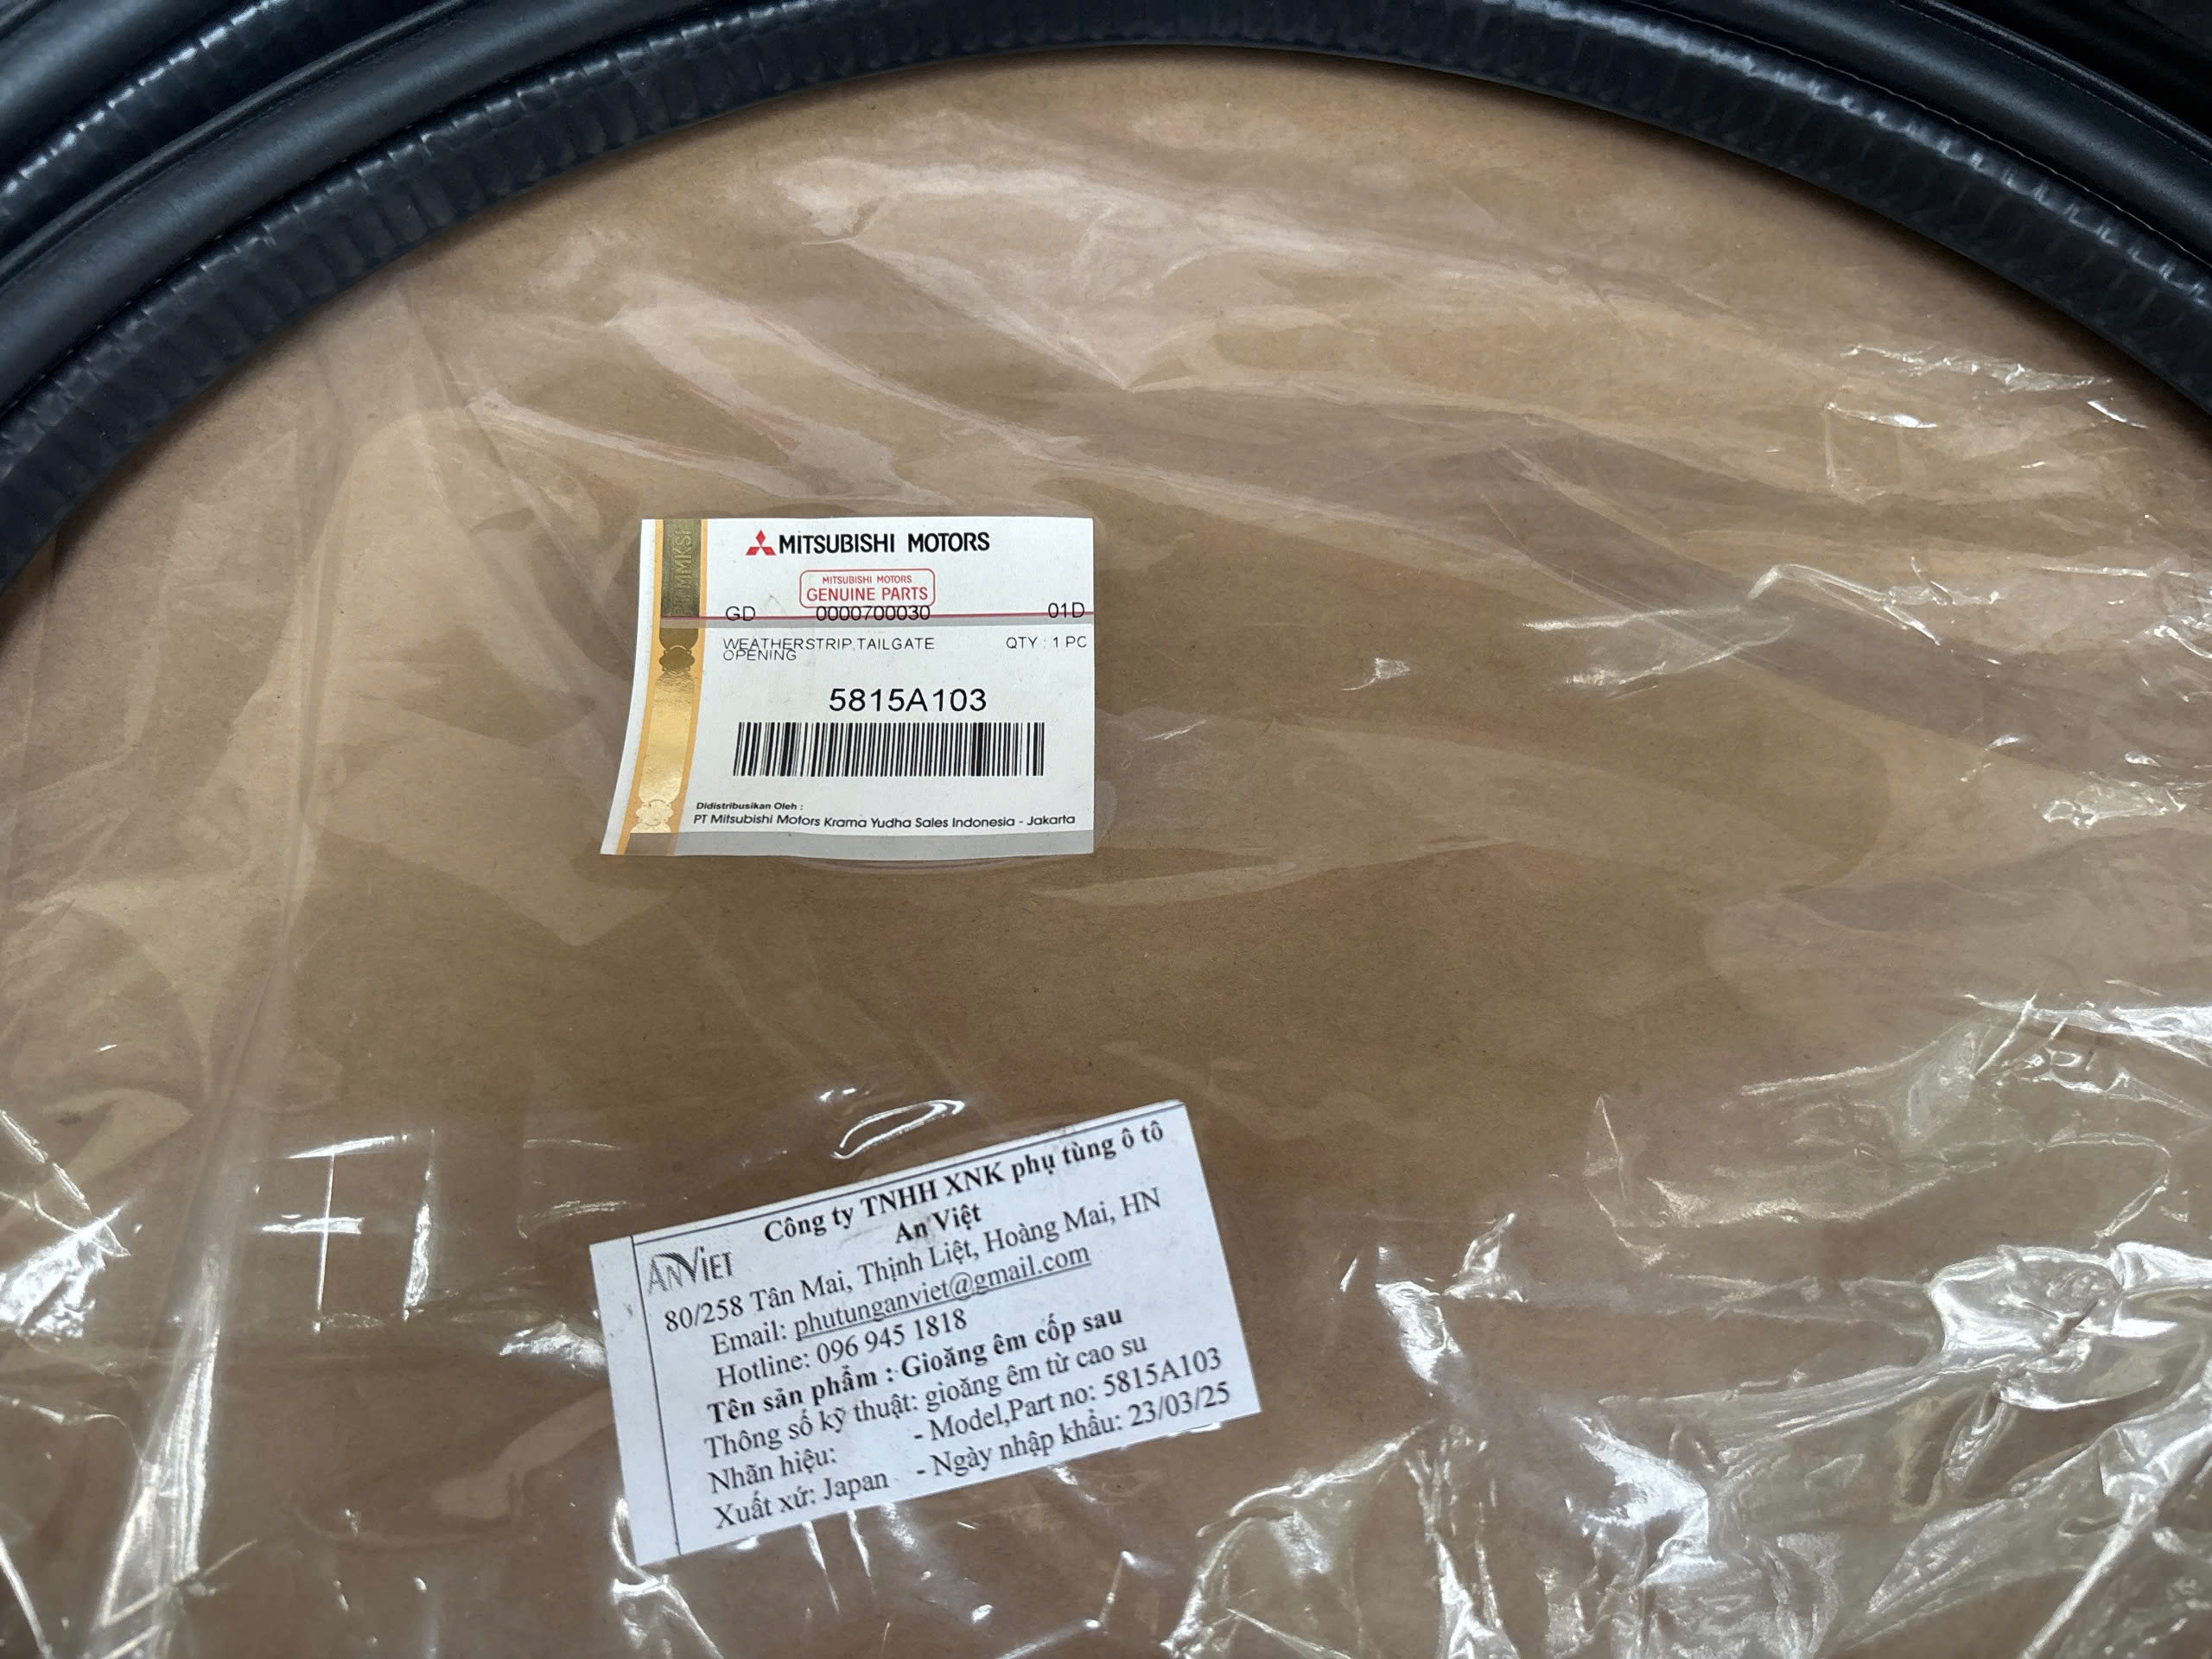 MITSUBISHI MOTORS
MITSUBISHI MOTORS
GENUINE PARTS
GD 0000700030 01D
WEATHERSTRIP,TAILGATE QTY : 1 PC
OPENING
5815A103
Didistribusikan Oleh :
PT Mitsubishi Motors Krama Yudha Sales Indonesia - Jakarta
Công ty TNHH XNK phụ tùng ô tô
An Việt
ANVIET
80/258 Tân Mai, Thịnh Liệt, Hoàng Mai, HN
Email: phutunganviet@gmail.com
Hotline: 096 945 1818
Tên sản phẩm : Gioăng êm cốp sau
Thông số kỹ thuật: gioăng êm từ cao su
Nhãn hiệu: - Model,Part no: 5815A103
Xuất xứ: Japan - Ngày nhập khẩu: 23/03/25